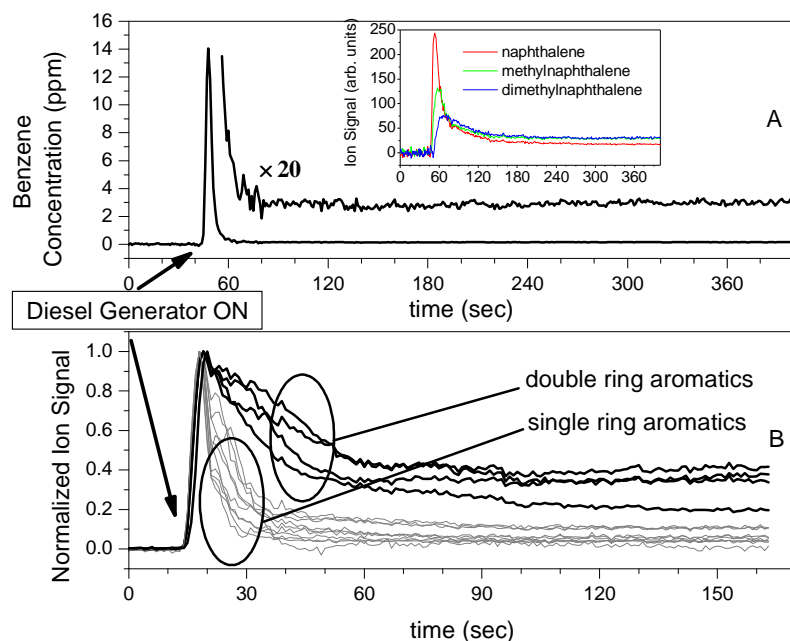 Benzene
Concentration (ppm)
16
14
12
10
8
6
4
2
0
× 20
Ion Signal (arb. units)
250
200
150
100
50
0
naphthalene
methylnaphthalene
dimethylnaphthalene
0 60 120 180 240 300 360
A
0 60 120 180 240 300 360
time (sec)
Diesel Generator ON
Normalized Ion Signal
1.0
0.8
0.6
0.4
0.2
0.0
double ring aromatics
single ring aromatics
B
0 30 60 90 120 150
time (sec)